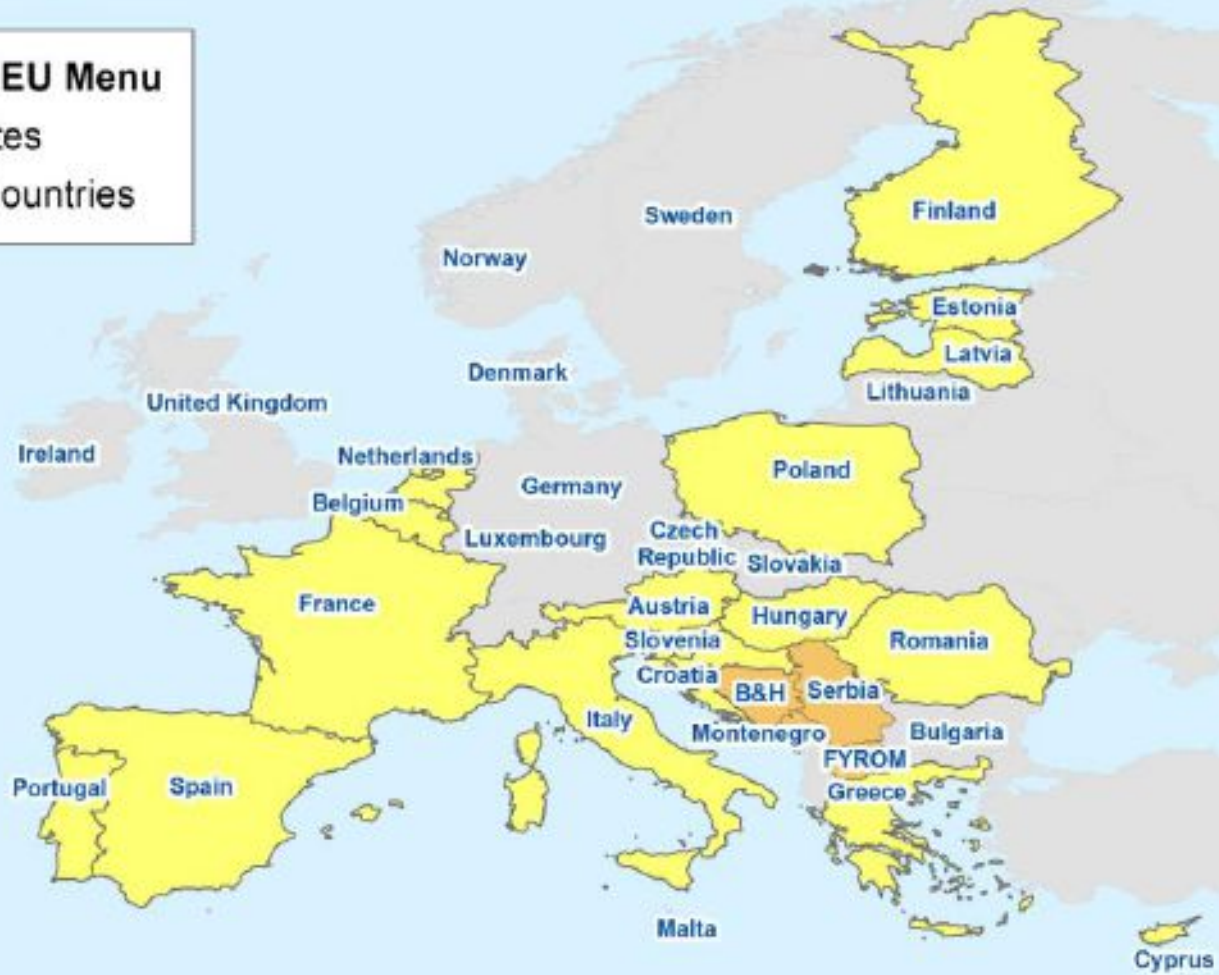 EU Menu
tes
ountries
Finland
Sweden
Norway
Estonia
Latvia
Denmark
Lithuania
United Kingdom
Ireland
Netherlands
Poland
Germany
Belgium
Luxembourg
Czech
Republic
Slovakia
France
Austria
Hungary
Slovenia
Romania
Croatia
B&H
Serbia
Italy
Montenegro
Bulgaria
FYROM
Portugal
Spain
Greece
Malta
Cyprus